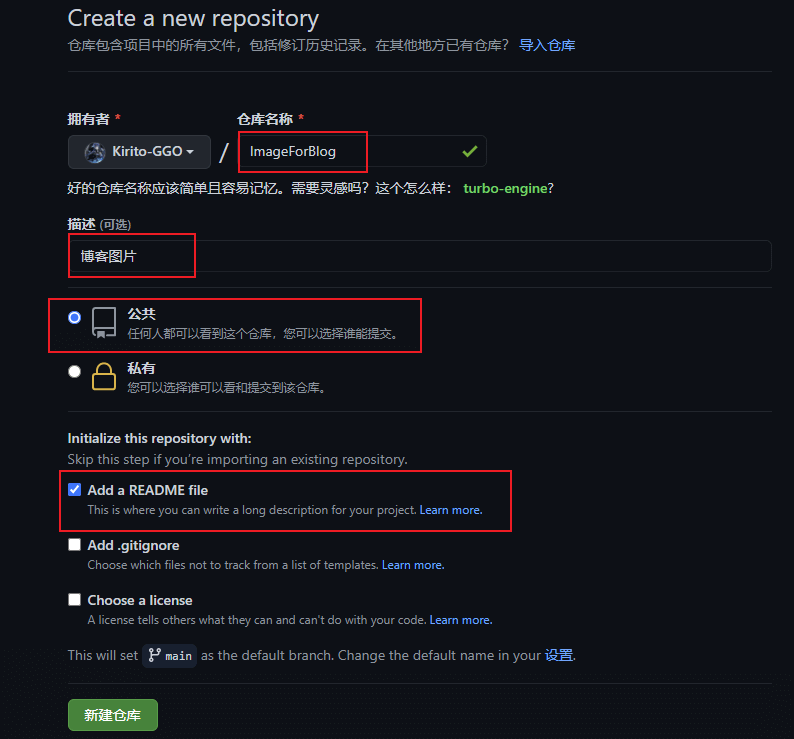 Create a new repository
仓库包含项目中的所有文件，包括修订历史记录。在其他地方已有仓库？ 导入仓库
拥有者 * 仓库名称 *
Kirito-GGO / ImageForBlog
好的仓库名称应该简单且容易记忆。需要灵感吗？这个怎么样： turbo-engine?
描述 (可选)
博客图片
公共
任何人都可以看到这个仓库，您可以选择谁能提交。
私有
您可以选择谁可以看和提交到该仓库。
Initialize this repository with:
Skip this step if you're importing an existing repository.
Add a README file
This is where you can write a long description for your project. Learn more.
Add .gitignore
Choose which files not to track from a list of templates. Learn more.
Choose a license
A license tells others what they can and can't do with your code. Learn more.
This will set main as the default branch. Change the default name in your 设置.
新建仓库